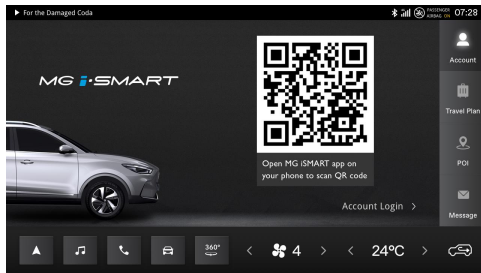 For the Damaged Coda
PASSENGER
AIRBAG ON
07:28
MG i-SMART
Account
Travel Plan
POI
Message
Open MG iSMART app on
your phone to scan QR code
Account Login >
360°
< 4 >
< 24°C >